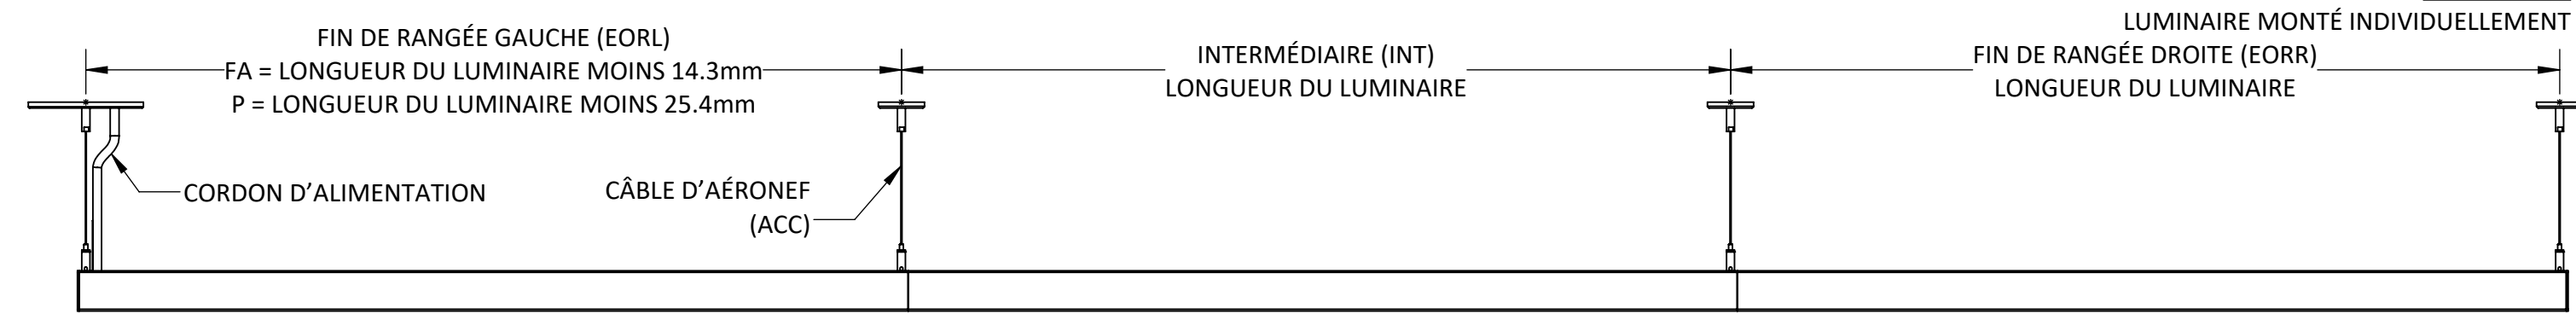 LUMINAIRE MONTÉ INDIVIDUELLEMENT
FIN DE RANGÉE GAUCHE (EORL)
FA = LONGUEUR DU LUMINAIRE MOINS 14.3mm
P = LONGUEUR DU LUMINAIRE MOINS 25.4mm
INTERMÉDIAIRE (INT)
LONGUEUR DU LUMINAIRE
FIN DE RANGÉE DROITE (EORR)
LONGUEUR DU LUMINAIRE
CORDON D’ALIMENTATION
CÂBLE D’AÉRONEF
(ACC)